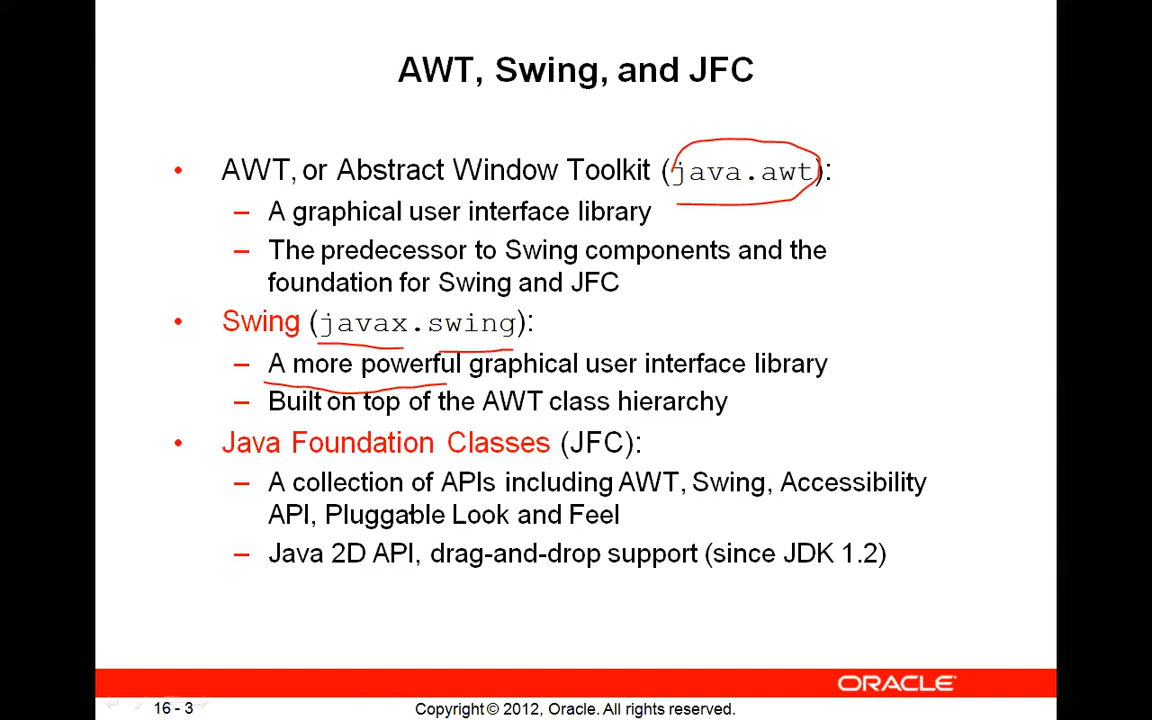 AWT, Swing, and JFC
• AWT, or Abstract Window Toolkit (java.awt):
– A graphical user interface library
– The predecessor to Swing components and the
foundation for Swing and JFC
• Swing (javax.swing):
– A more powerful graphical user interface library
– Built on top of the AWT class hierarchy
• Java Foundation Classes (JFC):
– A collection of APIs including AWT, Swing, Accessibility
API, Pluggable Look and Feel
– Java 2D API, drag-and-drop support (since JDK 1.2)
ORACLE
16 - 3
Copyright © 2012, Oracle. All rights reserved.